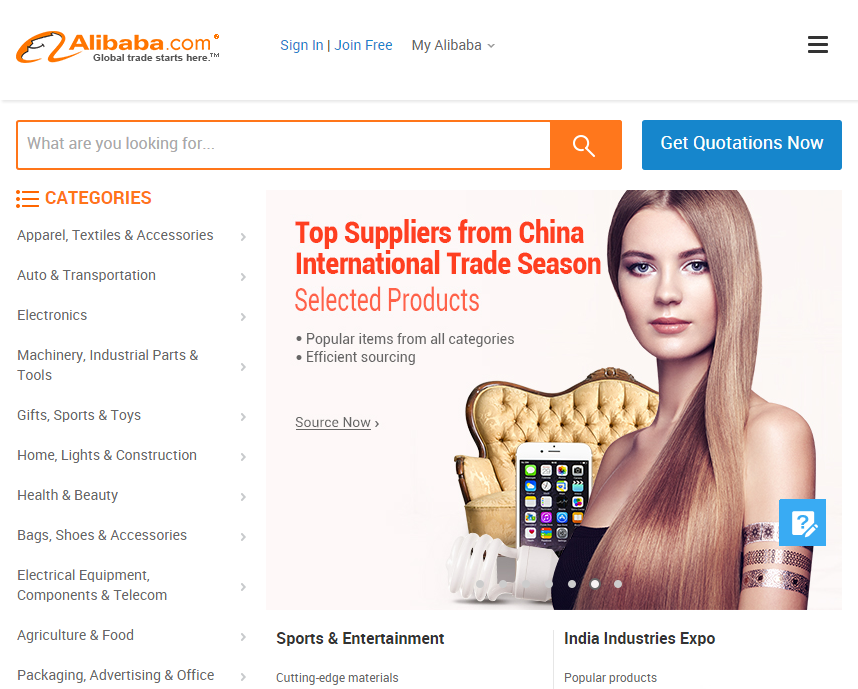 Alibaba.com
Global trade starts here.™
Sign In | Join Free
My Alibaba
What are you looking for...
Get Quotations Now
CATEGORIES
Apparel, Textiles & Accessories
Auto & Transportation
Electronics
Machinery, Industrial Parts &
Tools
Gifts, Sports & Toys
Home, Lights & Construction
Health & Beauty
Bags, Shoes & Accessories
Electrical Equipment,
Components & Telecom
Agriculture & Food
Packaging, Advertising & Office
Top Suppliers from China
International Trade Season
Selected Products
• Popular items from all categories
• Efficient sourcing
Source Now ›
?
Sports & Entertainment
Cutting-edge materials
India Industries Expo
Popular products